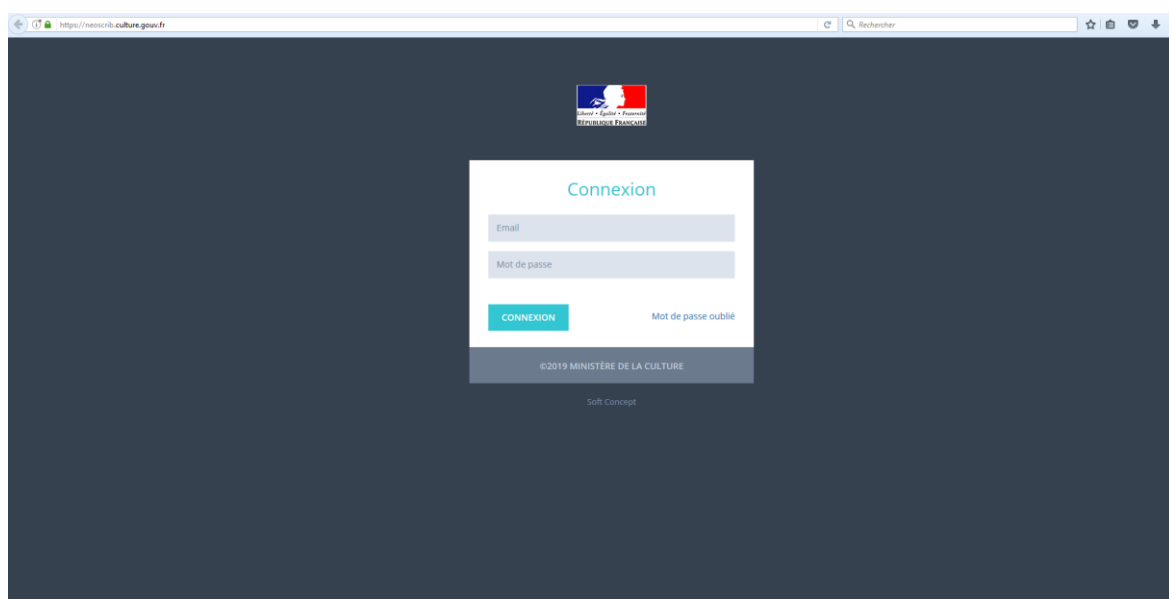 https://neoscrib.culture.gouv.fr
Rechercher
Liberté • Égalité • Fraternité
RÉPUBLIQUE FRANÇAISE
Connexion
Email
Mot de passe
CONNEXION
Mot de passe oublié
©2019 MINISTÈRE DE LA CULTURE
Soft Concept